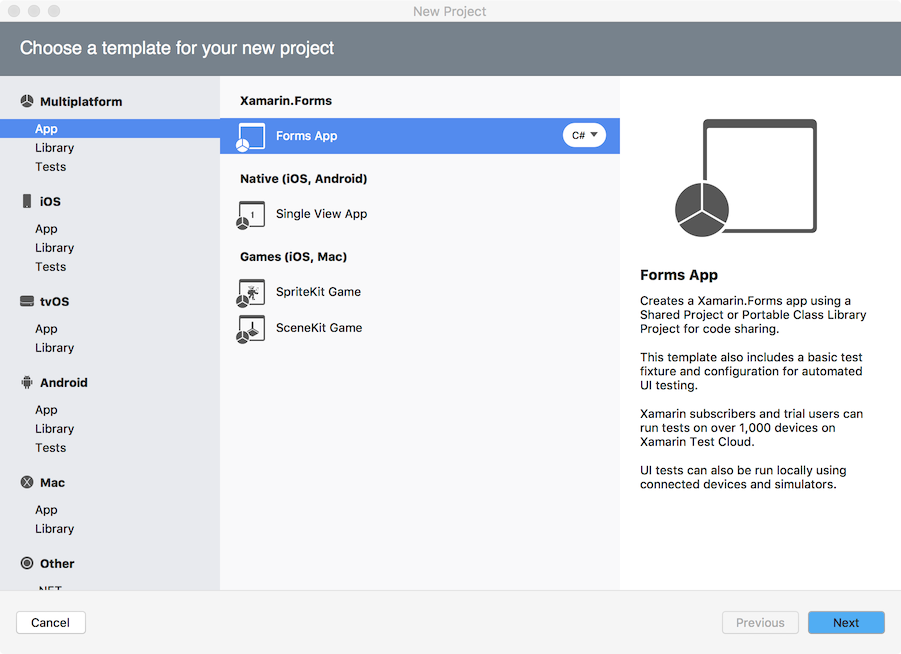 New Project
Choose a template for your new project
Multiplatform
App
Library
Tests
iOS
App
Library
Tests
tvOS
App
Library
Android
App
Library
Tests
Mac
App
Library
Other
.NET
Xamarin.Forms
Forms App
C#
Native (iOS, Android)
1
Single View App
Games (iOS, Mac)
SpriteKit Game
SceneKit Game
Forms App
Creates a Xamarin.Forms app using a
Shared Project or Portable Class Library
Project for code sharing.
This template also includes a basic test
fixture and configuration for automated
UI testing.
Xamarin subscribers and trial users can
run tests on over 1,000 devices on
Xamarin Test Cloud.
UI tests can also be run locally using
connected devices and simulators.
Cancel
Previous
Next